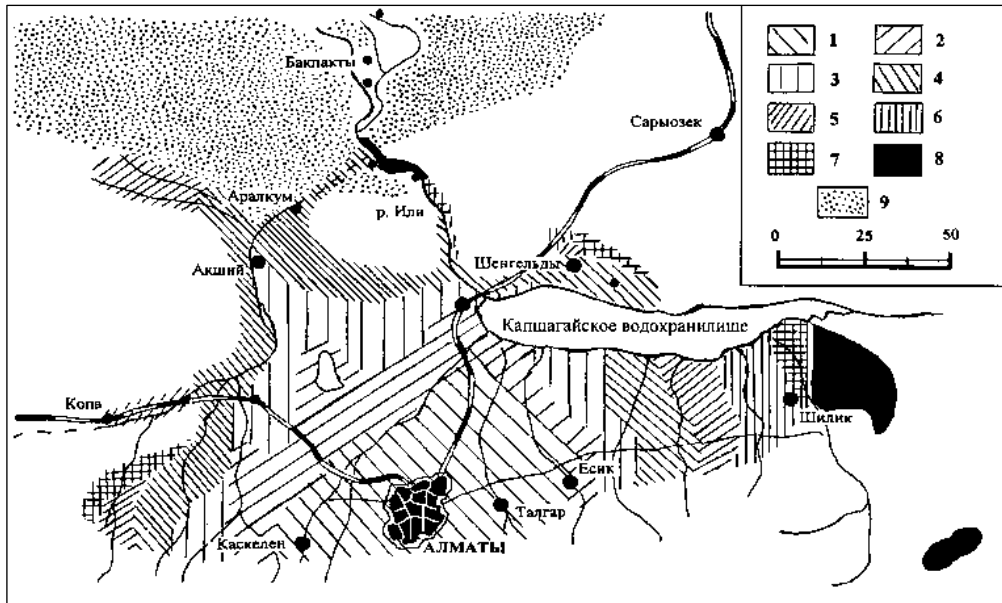 1 2
3 4
5 6
7 8
9
0 25 50
Баклакты
Сарыозек
Аралкум
р. Или
Шенгельды
Акший
Капшагайское водохранилище
Копа
Шилик
Есик
Талгар
Каскелен
АЛМАТЫ